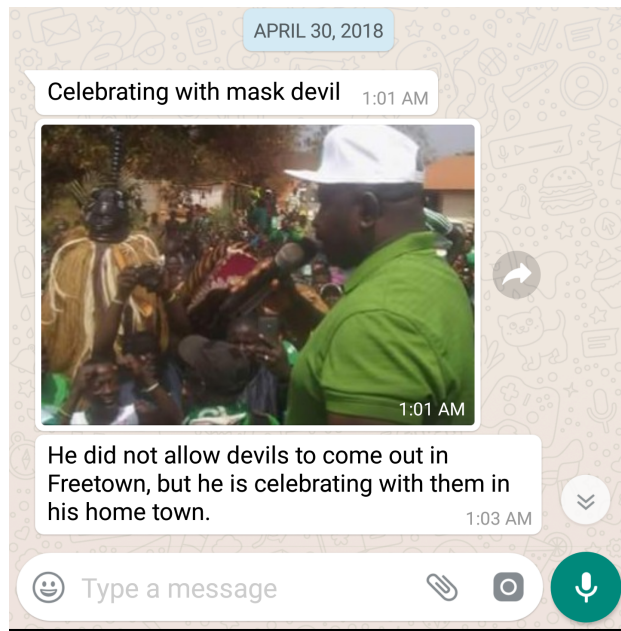 APRIL 30, 2018
Celebrating with mask devil 1:01 AM
1:01 AM
He did not allow devils to come out in
Freetown, but he is celebrating with them in
his home town. 1:03 AM
Type a message